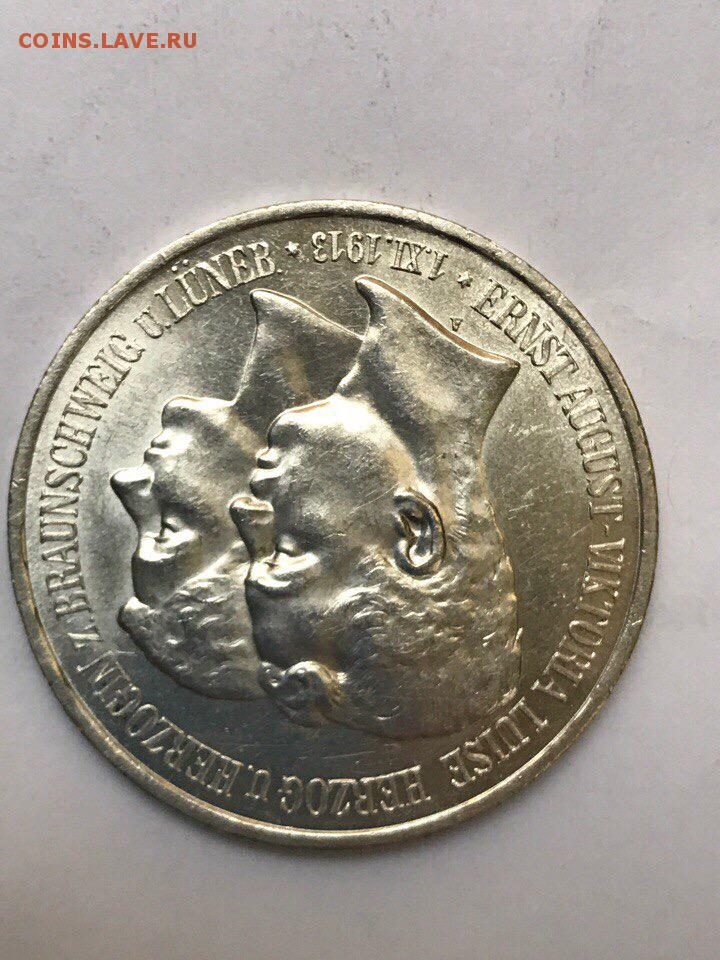 COINS.LAVE.RU
ERNST AUGUST-VIKTORIA LUISE HERZOG U. HERZOGIN Z. BRAUNSCHWEIG U. LÜNEB.
* 1.XI.1913 *
A